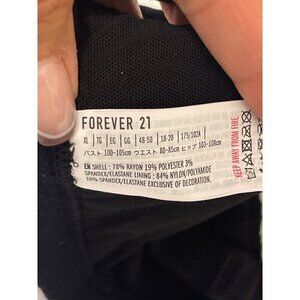 FOREVER 21
XL | TG | EG | GG | 48-50 | 18-20 | 175/102A
バスト 100-105cm ウエスト 80-85cm ヒップ 103-108cm
EN SHELL : 78% RAYON 19% POLYESTER 3%
SPANDEX/ELASTANE LINING : 84% NYLON/POLYAMIDE
16% SPANDEX/ELASTANE EXCLUSIVE OF DECORATION.
KEEP AWAY FROM FIRE